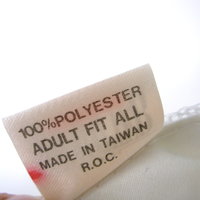 100% POLYESTER
ADULT FIT ALL
MADE IN TAIWAN
R.O.C.